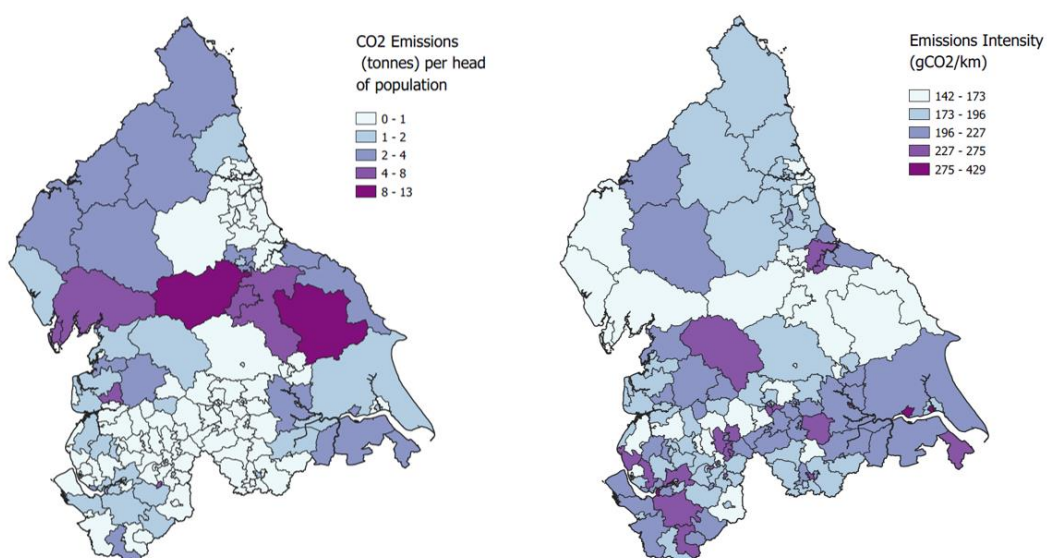 CO2 Emissions
(tonnes) per head
of population
0 - 1
1 - 2
2 - 4
4 - 8
8 - 13
Emissions Intensity
(gCO2/km)
142 - 173
173 - 196
196 - 227
227 - 275
275 - 429